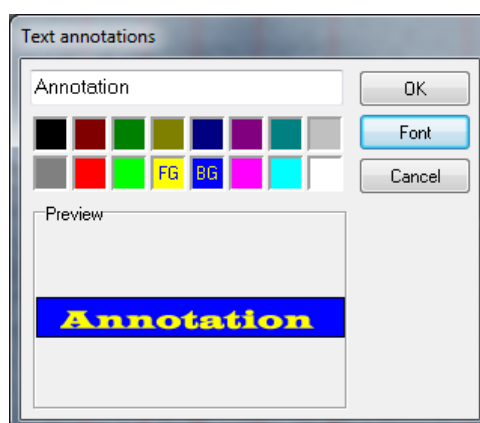 Text annotations
Annotation
OK
Font
FG BG
Cancel
Preview
Annotation